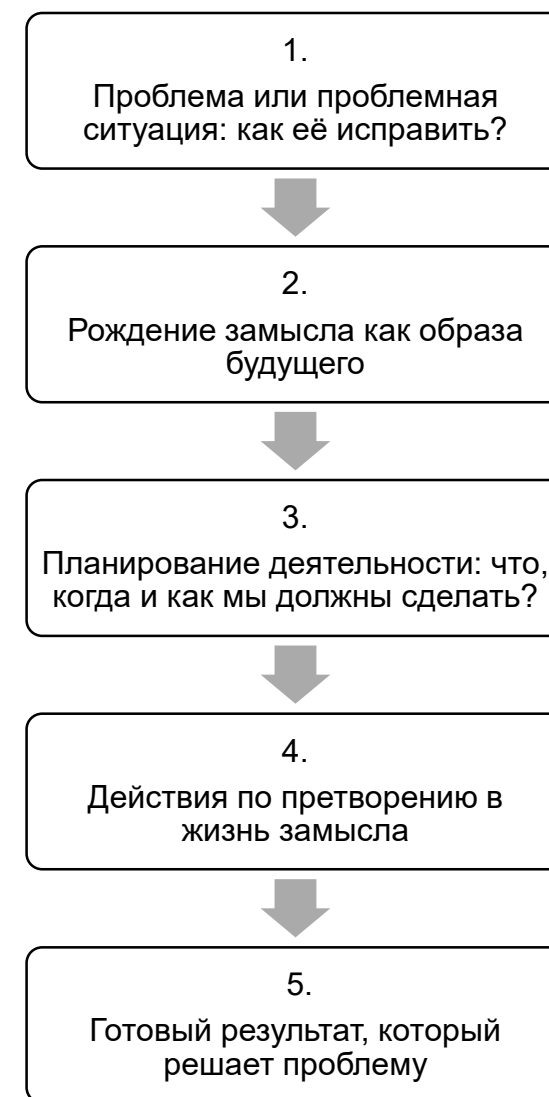 1.
Проблема или проблемная
ситуация: как её исправить?
2.
Рождение замысла как образа
будущего
3.
Планирование деятельности: что,
когда и как мы должны сделать?
4.
Действия по претворению в
жизнь замысла
5.
Готовый результат, который
решает проблему